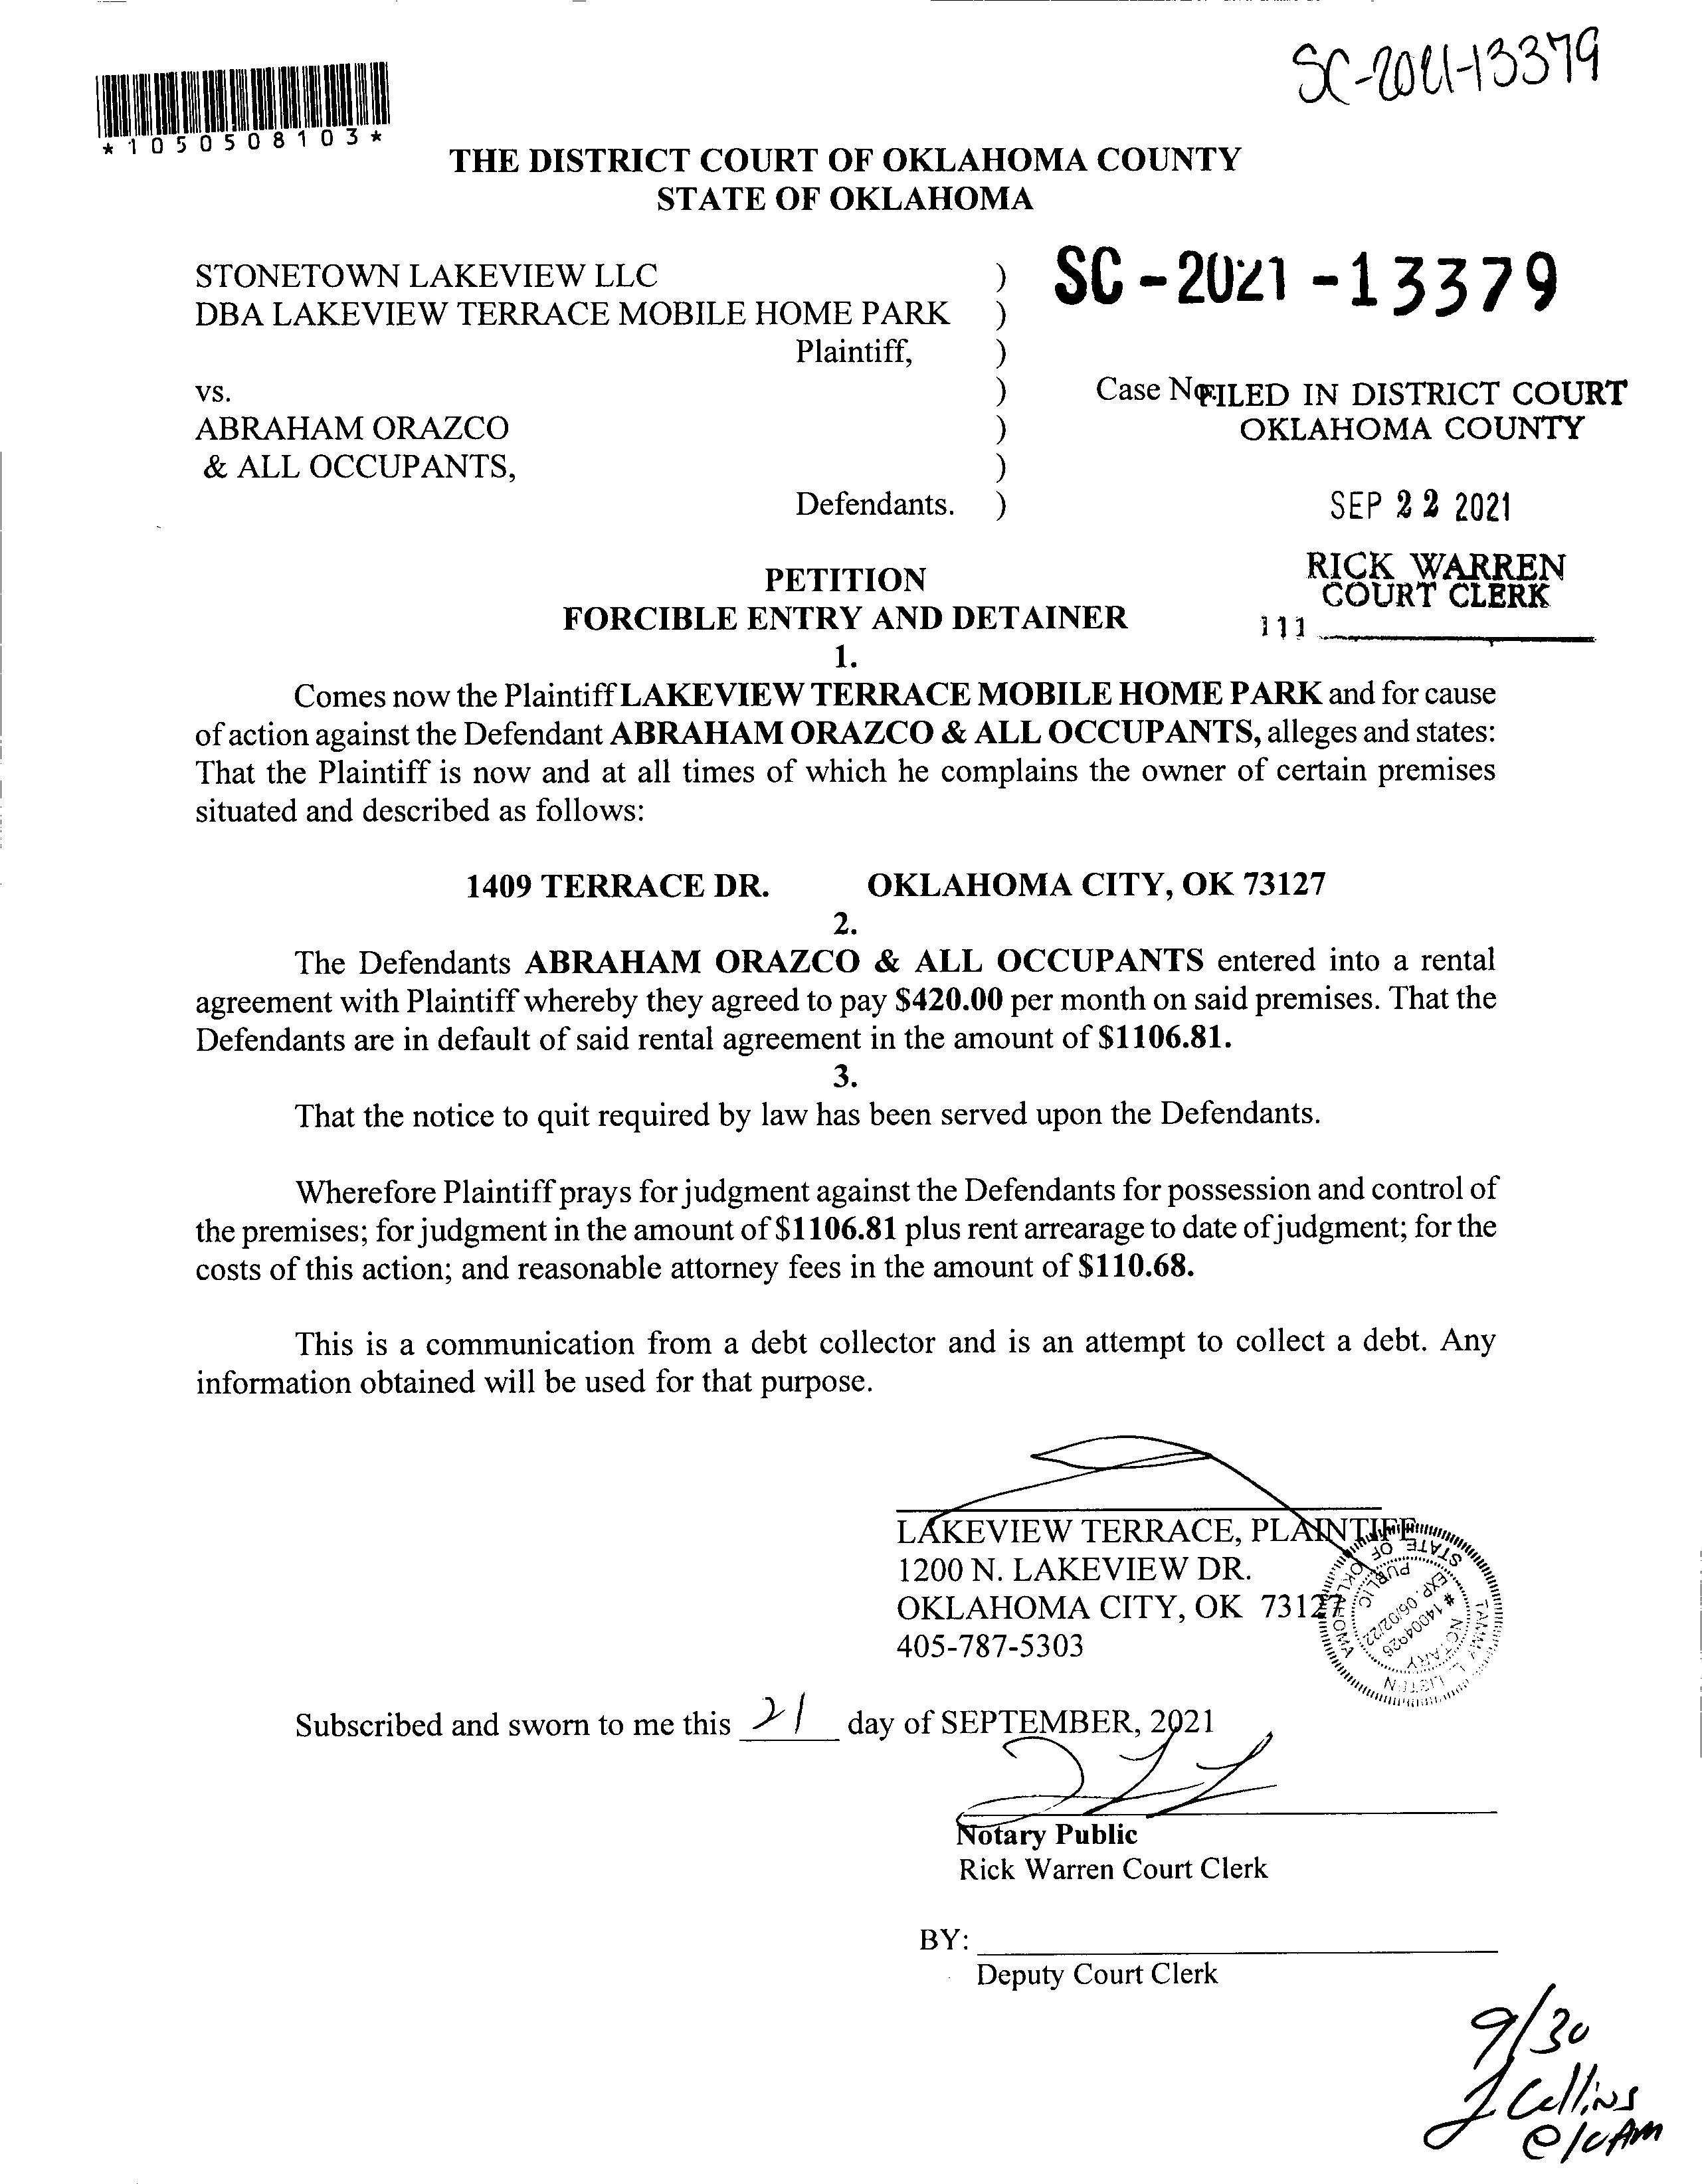 SC-2021-13379
*1050508103*
THE DISTRICT COURT OF OKLAHOMA COUNTY
STATE OF OKLAHOMA
STONETOWN LAKEVIEW LLC )
DBA LAKEVIEW TERRACE MOBILE HOME PARK )
Plaintiff, )
vs. )
ABRAHAM ORAZCO )
& ALL OCCUPANTS, )
Defendants. )
SC-2021-13379
Case No.
FILED IN DISTRICT COURT
OKLAHOMA COUNTY
SEP 22 2021
RICK WARREN
COURT CLERK
111
PETITION
FORCIBLE ENTRY AND DETAINER
1.
Comes now the Plaintiff LAKEVIEW TERRACE MOBILE HOME PARK and for cause
of action against the Defendant ABRAHAM ORAZCO & ALL OCCUPANTS, alleges and states:
That the Plaintiff is now and at all times of which he complains the owner of certain premises
situated and described as follows:
1409 TERRACE DR. OKLAHOMA CITY, OK 73127
2.
The Defendants ABRAHAM ORAZCO & ALL OCCUPANTS entered into a rental
agreement with Plaintiff whereby they agreed to pay $420.00 per month on said premises. That the
Defendants are in default of said rental agreement in the amount of $1106.81.
3.
That the notice to quit required by law has been served upon the Defendants.
Wherefore Plaintiff prays for judgment against the Defendants for possession and control of
the premises; for judgment in the amount of $1106.81 plus rent arrearage to date of judgment; for the
costs of this action; and reasonable attorney fees in the amount of $110.68.
This is a communication from a debt collector and is an attempt to collect a debt. Any
information obtained will be used for that purpose.
LAKEVIEW TERRACE, PLAINTIFF
1200 N. LAKEVIEW DR.
OKLAHOMA CITY, OK 73127
405-787-5303
TAMMY L. LISTEN
STATE OF OKLAHOMA
NOTARY PUBLIC
# 14004926
EXP. 06/02/22
Subscribed and sworn to me this 21 day of SEPTEMBER, 2021
Notary Public
Rick Warren Court Clerk
BY:
Deputy Court Clerk
9/30
J Collins